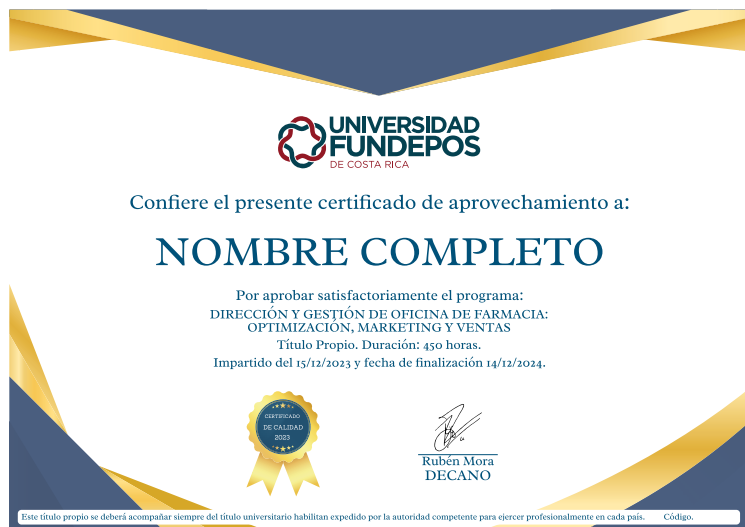 UNIVERSIDAD
FUNDEPOS
DE COSTA RICA
Confiere el presente certificado de aprovechamiento a:
NOMBRE COMPLETO
Por aprobar satisfactoriamente el programa:
DIRECCIÓN Y GESTIÓN DE OFICINA DE FARMACIA:
OPTIMIZACIÓN, MARKETING Y VENTAS
Título Propio. Duración: 450 horas.
Impartido del 15/12/2023 y fecha de finalización 14/12/2024.
CERTIFICADO
DE CALIDAD
2023
Rubén Mora
DECANO
Este título propio se deberá acompañar siempre del título universitario habilitan expedido por la autoridad competente para ejercer profesionalmente en cada país. Código.